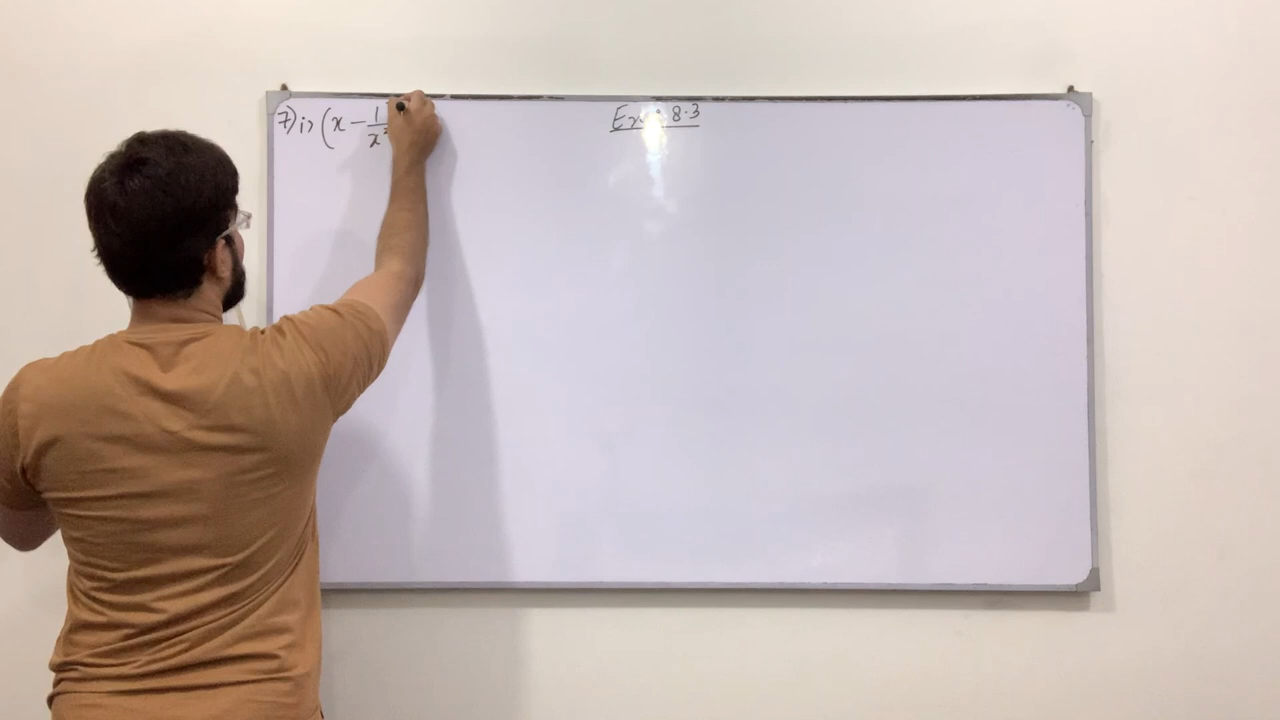 Ex: 8.3
7) i) (x - 1/x²